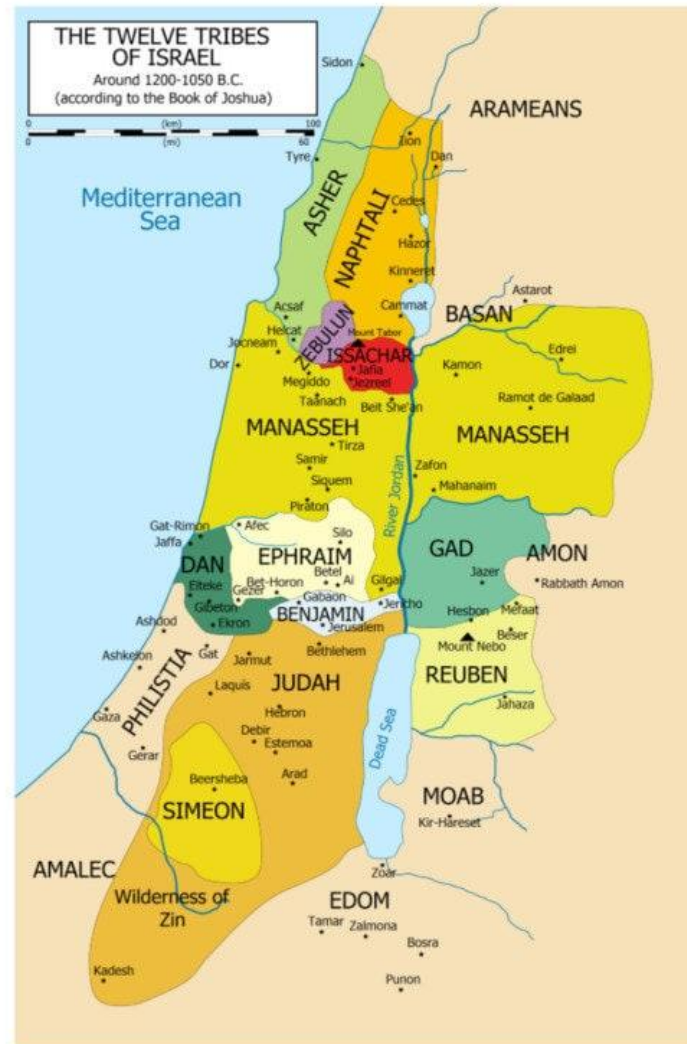 THE TWELVE TRIBES
OF ISRAEL
Around 1200-1050 B.C.
(according to the Book of Joshua)
0 (km) 100
0 (mi) 60
Sidon
ARAMEANS
Ilon
Dan
Tyre
Mediterranean
Sea
ASHER
NAPHTALI
Cedes
Hazor
Kinneret
Astarot
Acsaf
Cammat
BASAN
Helcat
ZEBULUN
Mount Tabor
Jocneam
ISSACHAR
Edrei
Dor
Jafia
Kamon
Megiddo
Jezreel
Taanach
Beit She'an
Ramot de Galaad
MANASSEH
MANASSEH
Tirza
Samir
Zafon
Siquem
Mahanaim
Piraton
River Jordan
Gat-Rimon
Afec
Jaffa
Silo
DAN
EPHRAIM
GAD
AMON
Betel
Ai
Jazer
Rabbath Amon
Elteke
Bet-Horon
Gilgal
Gezer
Gibeton
Gabaon
Jericho
Mefaat
BENJAMIN
Hesbon
Ekron
Jerusalem
Beser
Ashdod
Mount Nebo
Gat
Bethlehem
Ashkelon
Jarmut
REUBEN
PHILISTIA
JUDAH
Laquis
Jahaza
Gaza
Hebron
Debir
Dead Sea
Gerar
Estemoa
Beersheba
Arad
MOAB
SIMEON
Kir-Hareset
AMALEC
Zoar
Wilderness of
Zin
EDOM
Tamar
Zalmona
Bosra
Kadesh
Punon